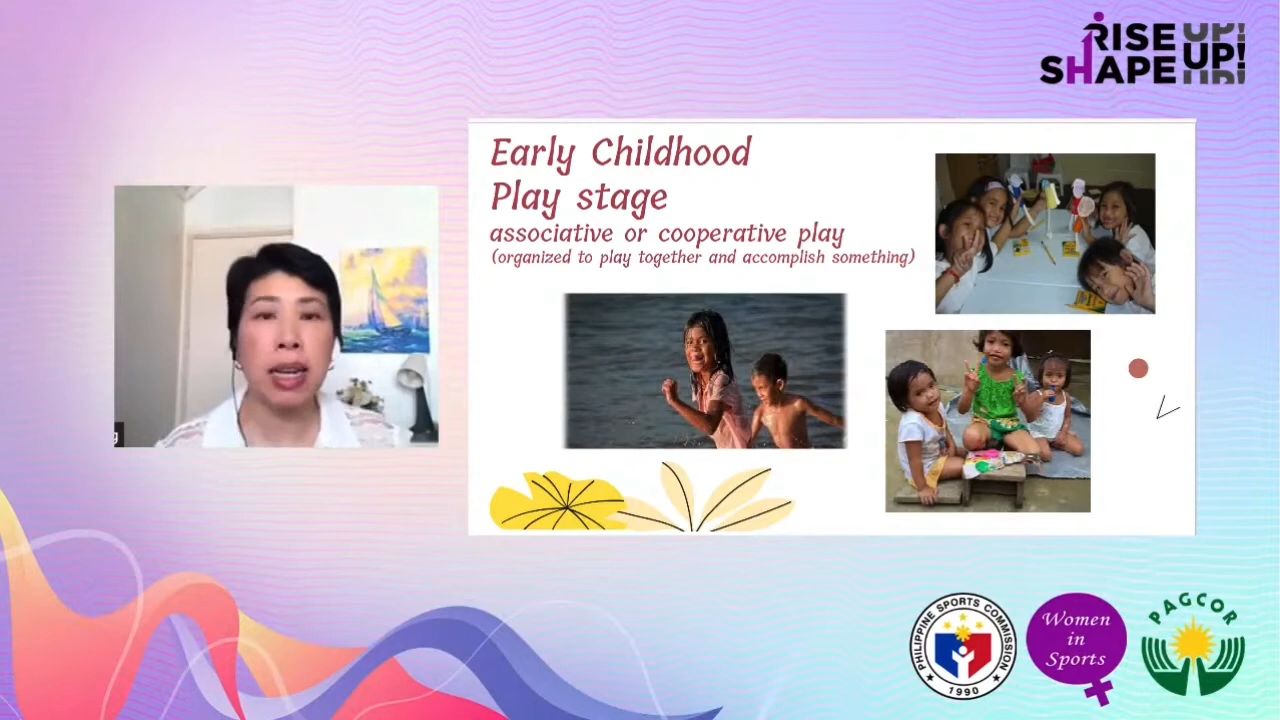 RISE UP!
SHAPE UP!
UP!
Early Childhood
Play stage
associative or cooperative play
(organized to play together and accomplish something)
g
PHILIPPINE SPORTS COMMISSION
1990
Women
in
Sports
PAGCOR